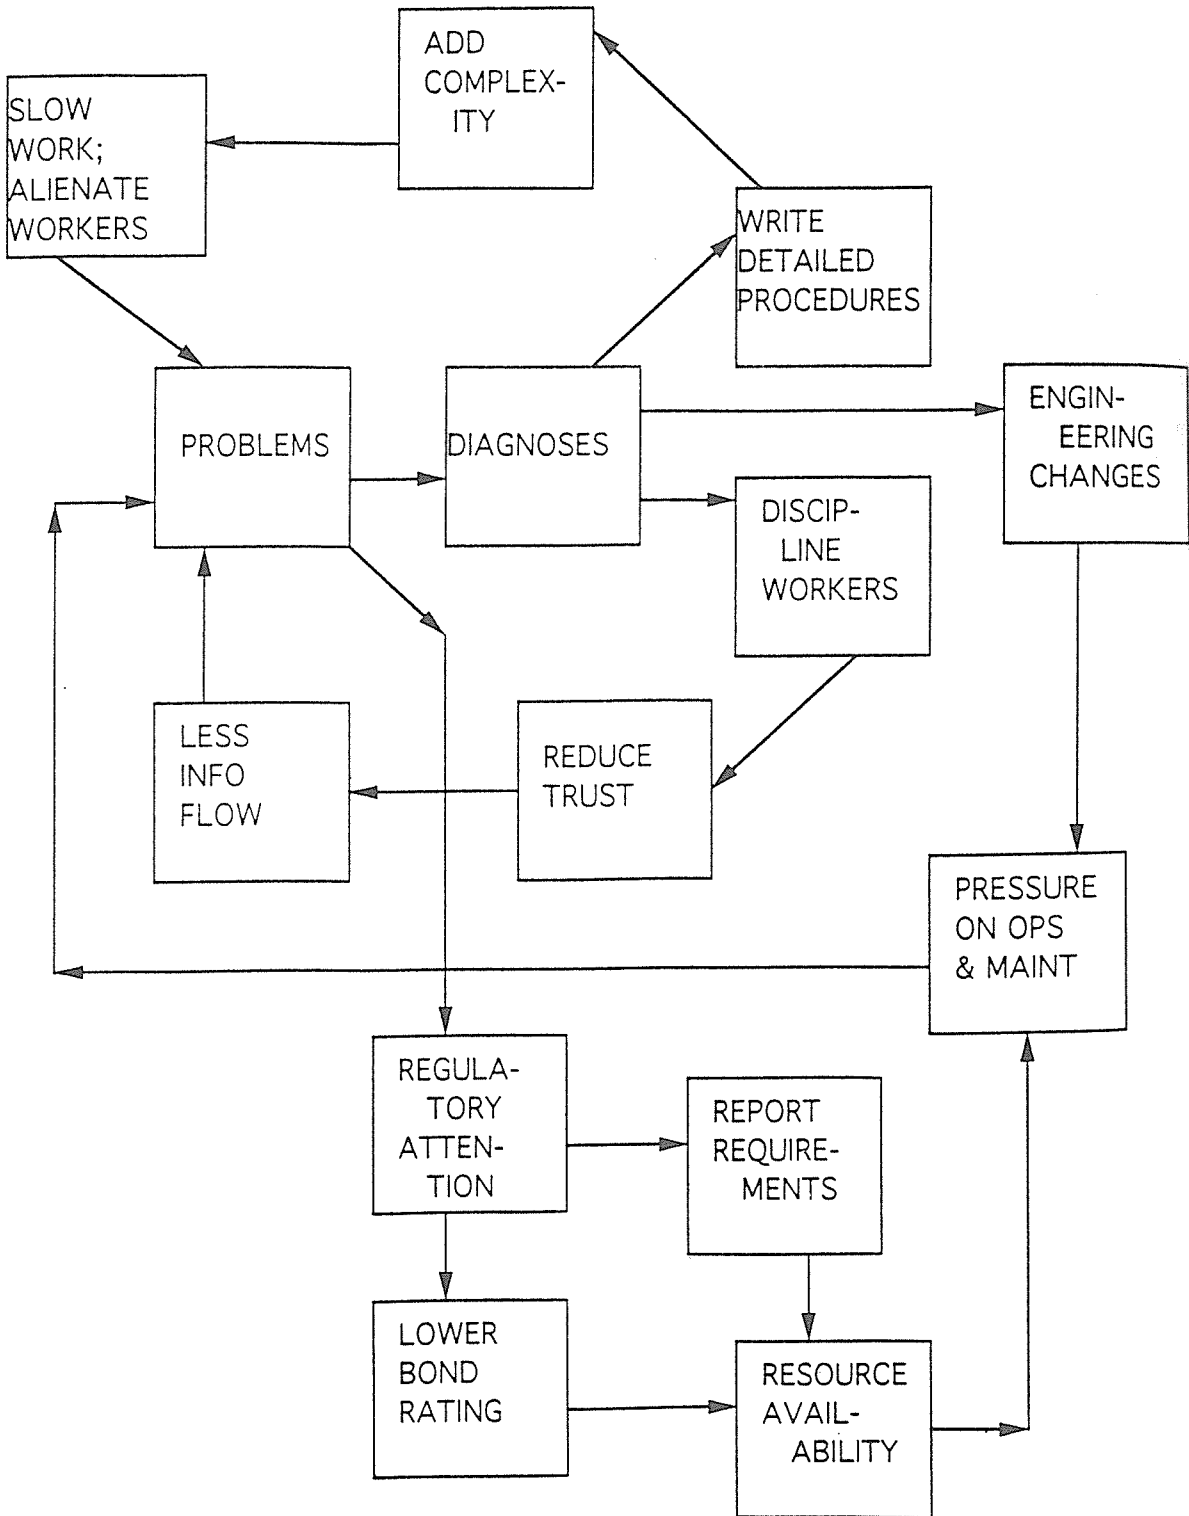 ADD
COMPLEX-
ITY
SLOW
WORK;
ALIENATE
WORKERS
WRITE
DETAILED
PROCEDURES
PROBLEMS
DIAGNOSES
ENGIN-
EERING
CHANGES
DISCIP-
LINE
WORKERS
LESS
INFO
FLOW
REDUCE
TRUST
PRESSURE
ON OPS
& MAINT
REGULA-
TORY
ATTEN-
TION
REPORT
REQUIRE-
MENTS
LOWER
BOND
RATING
RESOURCE
AVAIL-
ABILITY